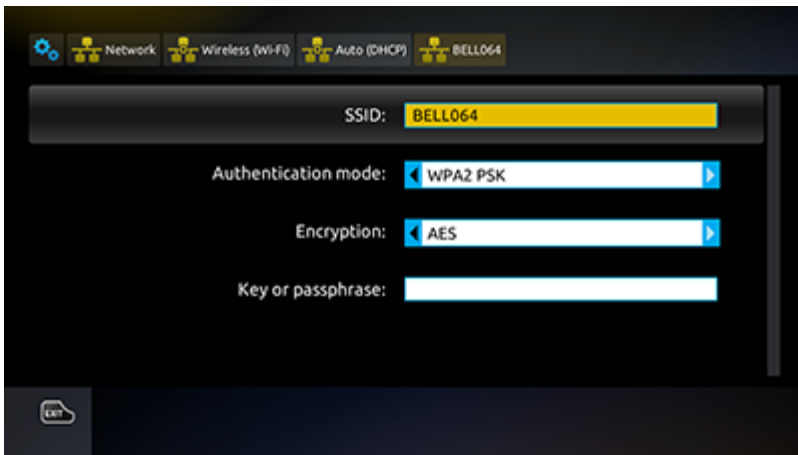 Network Wireless (Wi-Fi) Auto (DHCP) BELL064
SSID: BELL064
Authentication mode: WPA2 PSK
Encryption: AES
Key or passphrase:
EXIT